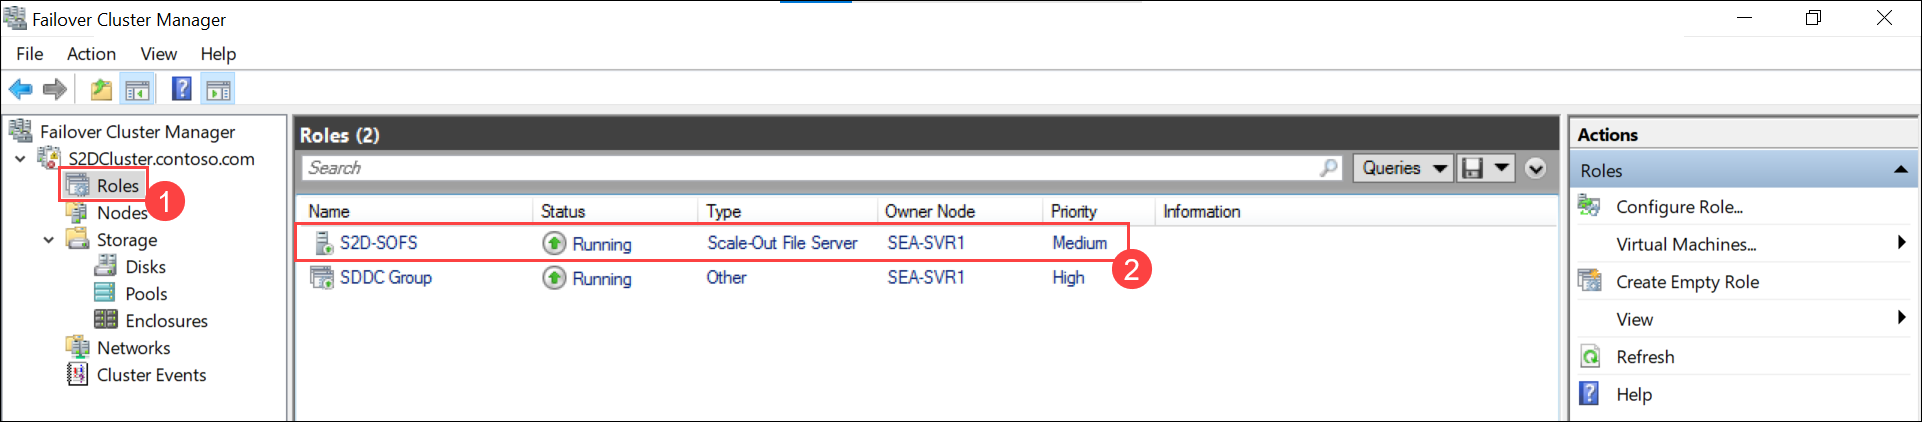 Failover Cluster Manager
File Action View Help
Failover Cluster Manager
S2DCluster.contoso.com
Roles
1
Nodes
Storage
Disks
Pools
Enclosures
Networks
Cluster Events
Roles (2)
Search
Queries
Name Status Type Owner Node Priority Information
S2D-SOFS Running Scale-Out File Server SEA-SVR1 Medium
2
SDDC Group Running Other SEA-SVR1 High
Actions
Roles
Configure Role...
Virtual Machines...
Create Empty Role
View
Refresh
Help